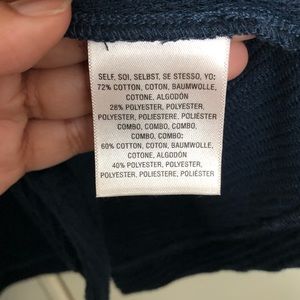 SELF, SOI, SELBST, SE STESSO, YO:
72% COTTON, COTON, BAUMWOLLE,
COTONE, ALGODÓN
28% POLYESTER, POLYESTER,
POLYESTER, POLIESTERE, POLIÉSTER
COMBO, COMBO, COMBO,
COMBO, COMBO:
60% COTTON, COTON, BAUMWOLLE,
COTONE, ALGODÓN
40% POLYESTER, POLYESTER,
POLYESTER, POLIESTERE, POLIÉSTER